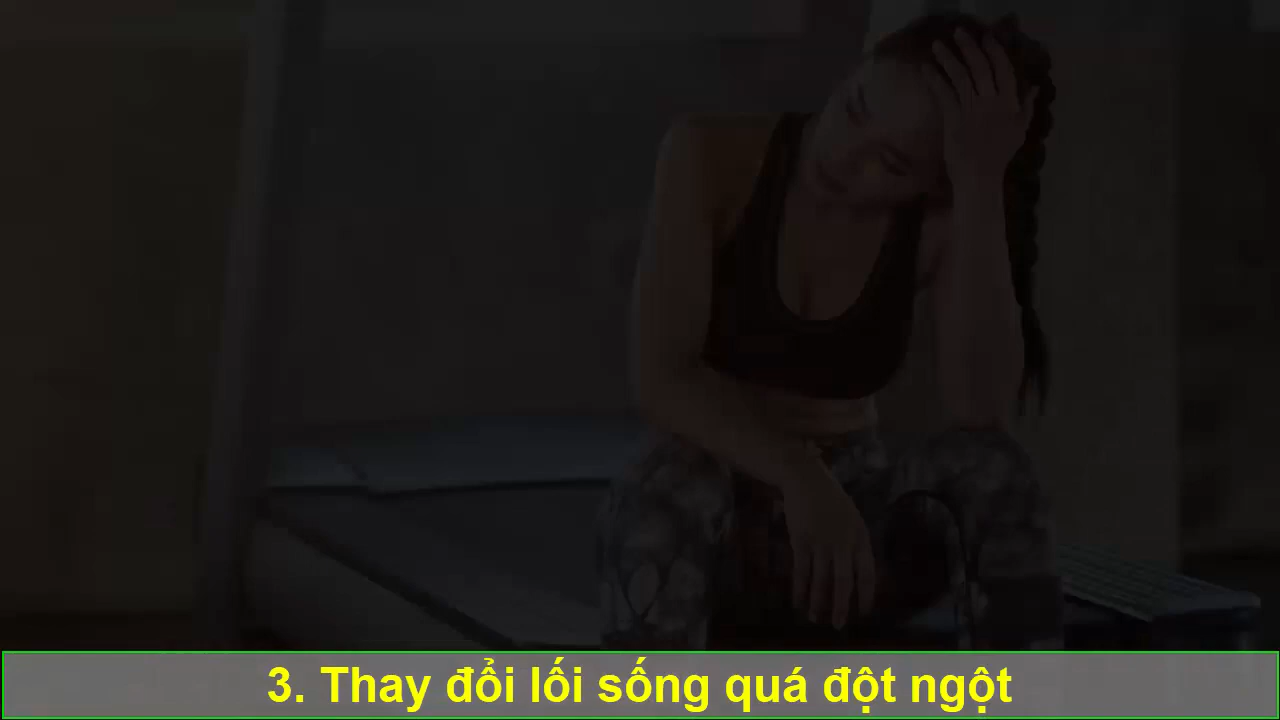 3. Thay đổi lối sống quá đột ngột